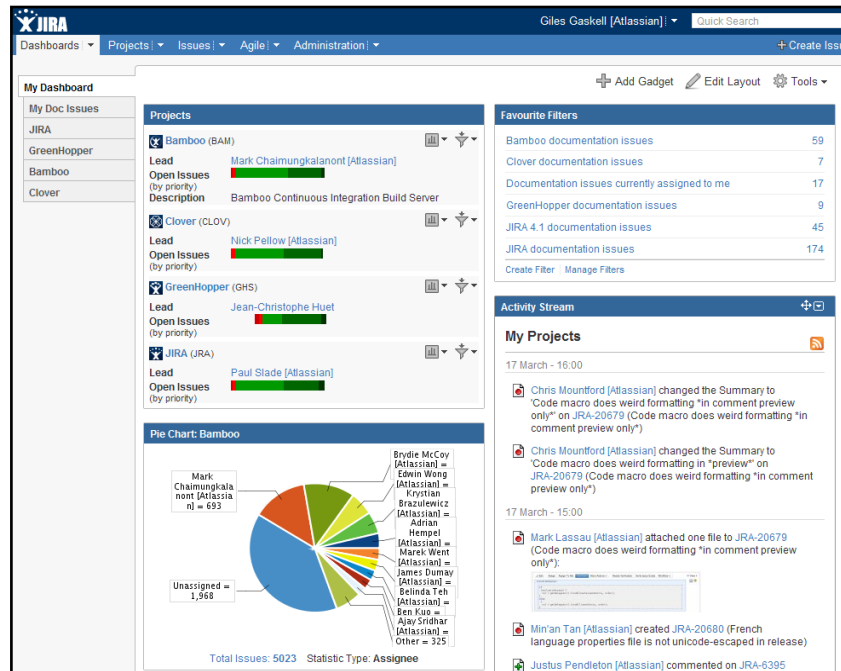 JIRA
Giles Gaskell [Atlassian]
Quick Search
Dashboards
Projects
Issues
Agile
Administration
Create Issu
My Dashboard
My Doc Issues
JIRA
GreenHopper
Bamboo
Clover
Add Gadget
Edit Layout
Tools
Projects
Bamboo (BAM)
Lead Mark Chaimungkalanont [Atlassian]
Open Issues
(by priority)
Description Bamboo Continuous Integration Build Server
Clover (CLOV)
Lead Nick Pellow [Atlassian]
Open Issues
(by priority)
GreenHopper (GHS)
Lead Jean-Christophe Huet
Open Issues
(by priority)
JIRA (JRA)
Lead Paul Slade [Atlassian]
Open Issues
(by priority)
Pie Chart: Bamboo
Mark
Chaimungkala
nont [Atlassia
n] = 693
Unassigned =
1,968
Brydie McCoy
[Atlassian] =
Edwin Wong
[Atlassian] =
Krystian
Brazulewicz
[Atlassian] =
Adrian
Hempel
[Atlassian] =
Marek Went
[Atlassian] =
James Dumay
[Atlassian] =
Belinda Teh
[Atlassian] =
Ben Kuo =
Ajay Sridhar
[Atlassian] =
Other = 325
Total Issues: 5023 Statistic Type: Assignee
Favourite Filters
Bamboo documentation issues 59
Clover documentation issues 7
Documentation issues currently assigned to me 17
GreenHopper documentation issues 9
JIRA 4.1 documentation issues 45
JIRA documentation issues 174
Create Filter Manage Filters
Activity Stream
My Projects
17 March - 16:00
Chris Mountford [Atlassian] changed the Summary to
'Code macro does weird formatting *in comment preview
only*' on JRA-20679 (Code macro does weird formatting *in
comment preview only*)
Chris Mountford [Atlassian] changed the Summary to
'Code macro does weird formatting in *preview*' on
JRA-20679 (Code macro does weird formatting *in comment
preview only*)
17 March - 15:00
Mark Lassau [Atlassian] attached one file to JRA-20679
(Code macro does weird formatting *in comment preview
only*):
Min'an Tan [Atlassian] created JRA-20680 (French
language properties file is not unicode-escaped in release)
Justus Pendleton [Atlassian] commented on JRA-6395